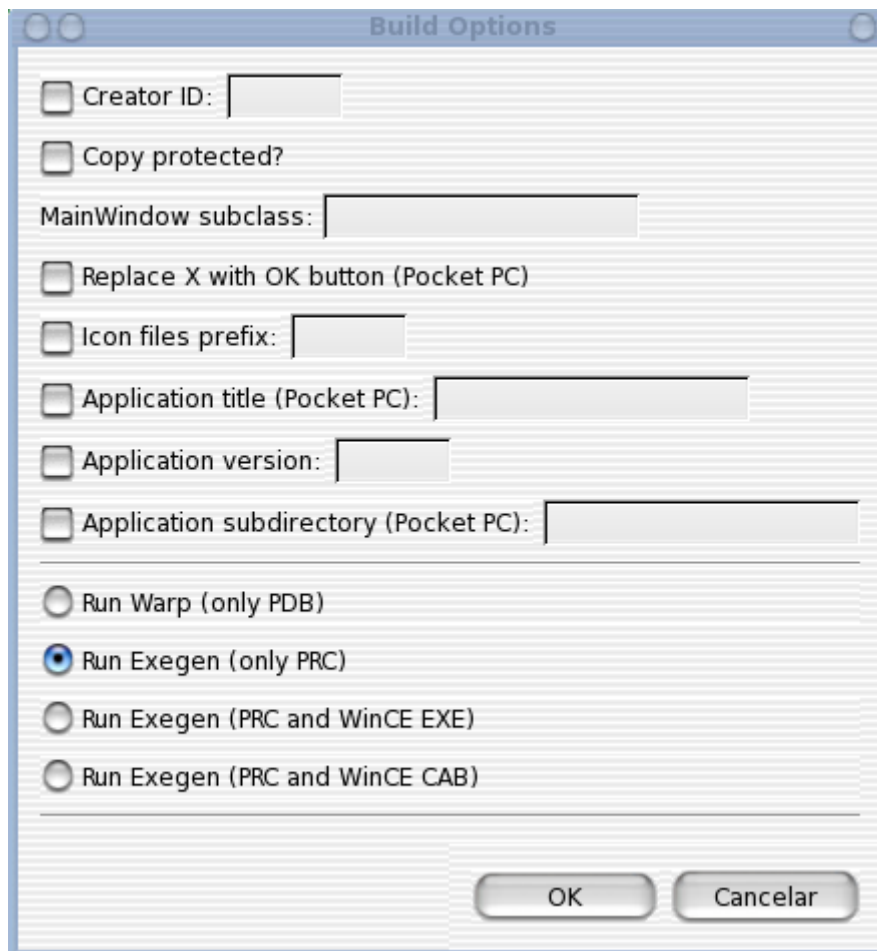 Build Options
Creator ID:
Copy protected?
MainWindow subclass:
Replace X with OK button (Pocket PC)
Icon files prefix:
Application title (Pocket PC):
Application version:
Application subdirectory (Pocket PC):
Run Warp (only PDB)
Run Exegen (only PRC)
Run Exegen (PRC and WinCE EXE)
Run Exegen (PRC and WinCE CAB)
OK Cancelar